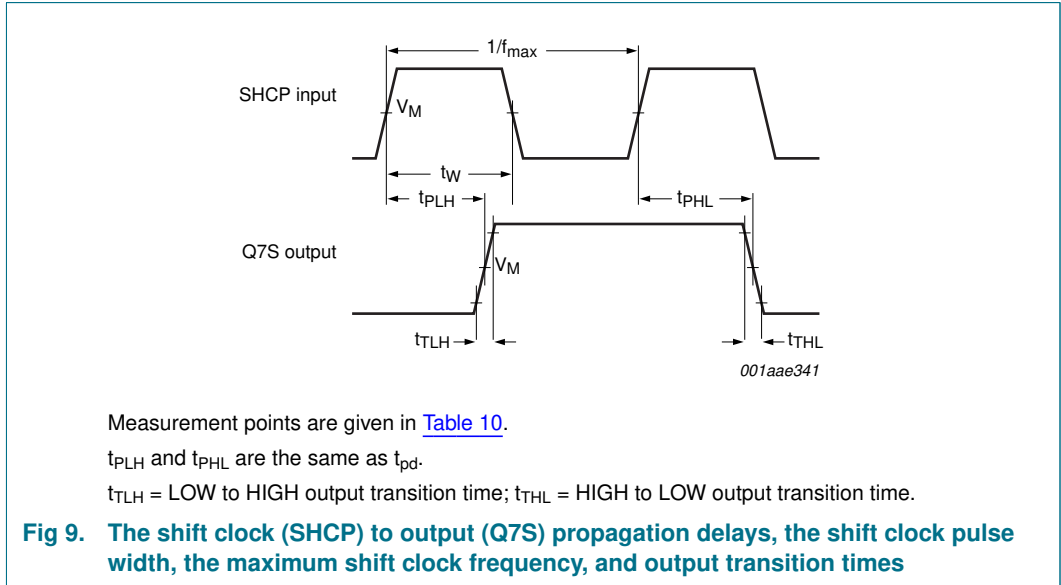 1/fmax
SHCP input
VM
tW
tPLH
tPHL
Q7S output
VM
tTLH
tTHL
001aae341
Measurement points are given in Table 10.
tPLH and tPHL are the same as tpd.
tTLH = LOW to HIGH output transition time; tTHL = HIGH to LOW output transition time.
Fig 9. The shift clock (SHCP) to output (Q7S) propagation delays, the shift clock pulse
width, the maximum shift clock frequency, and output transition times